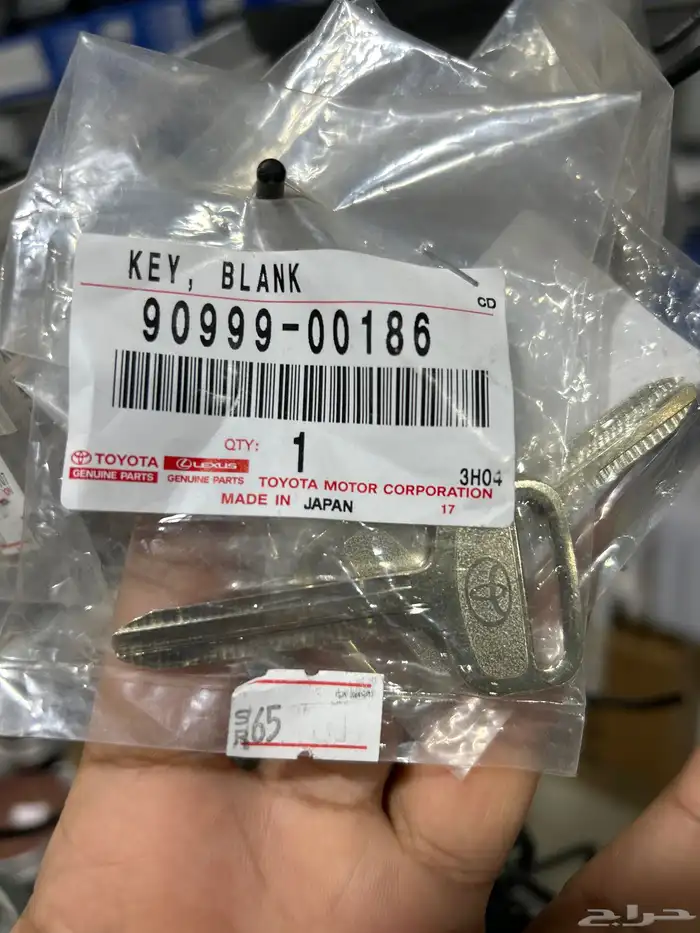 KEY, BLANK
CD
90999-00186
QTY: 1
TOYOTA LEXUS
GENUINE PARTS GENUINE PARTS TOYOTA MOTOR CORPORATION
3H04
MADE IN JAPAN 17
SR 65
حراج